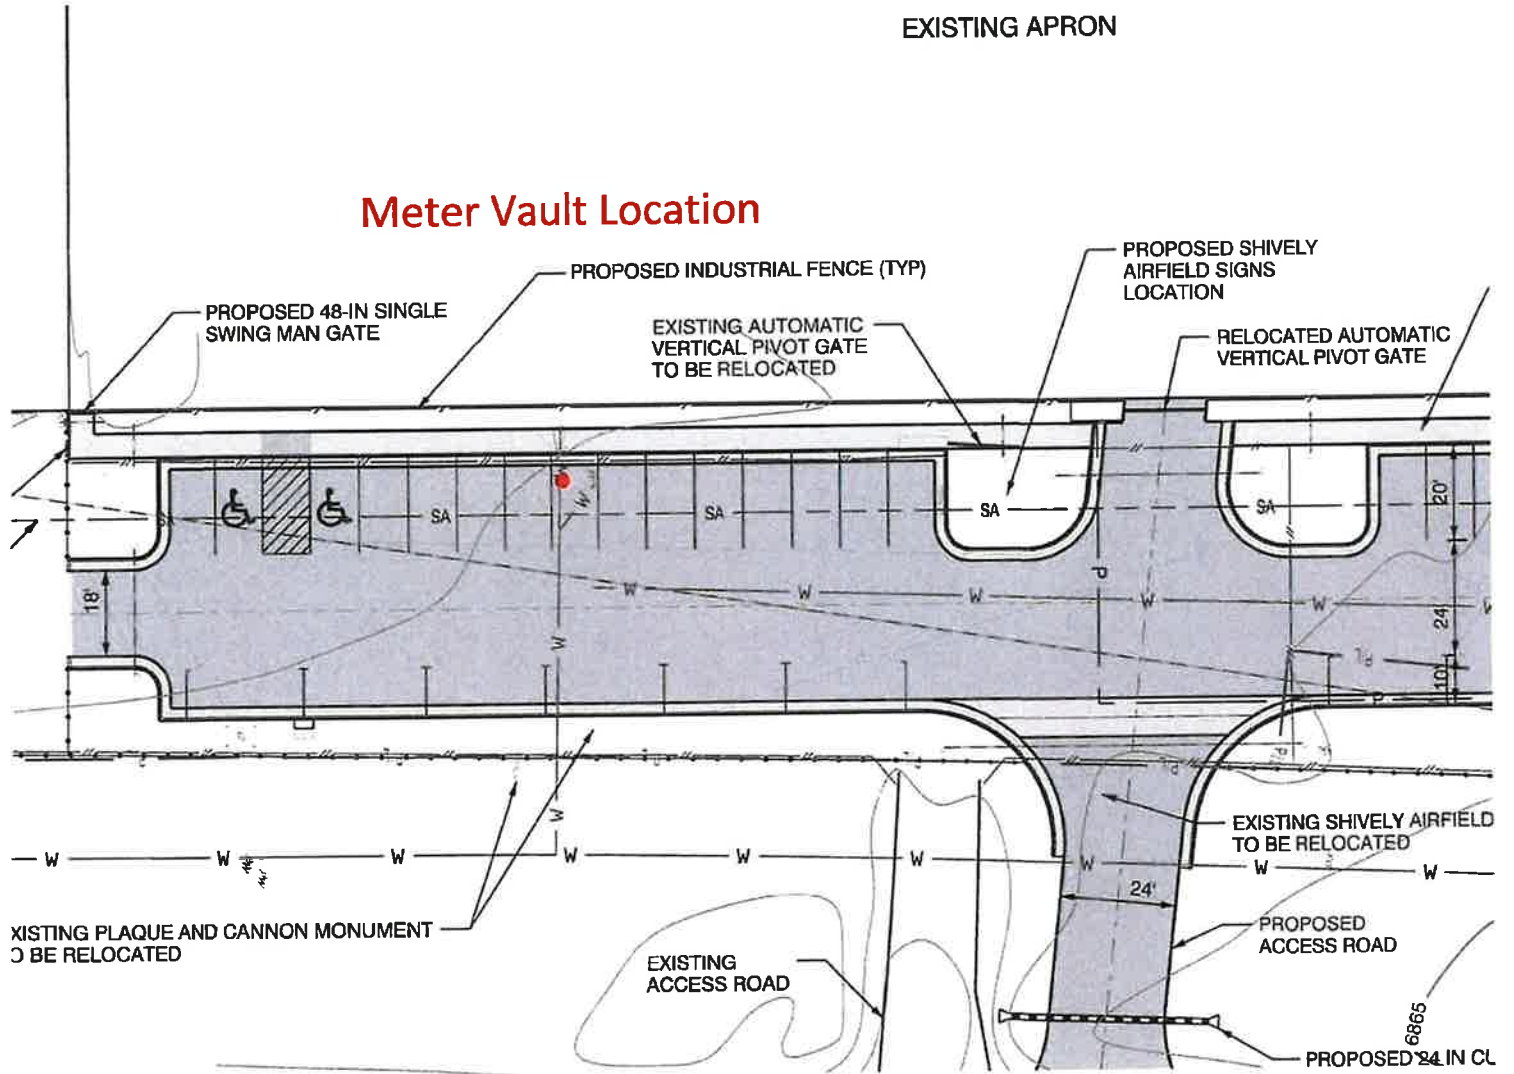 EXISTING APRON
Meter Vault Location
PROPOSED SHIVELY
AIRFIELD SIGNS
LOCATION
PROPOSED INDUSTRIAL FENCE (TYP)
PROPOSED 48-IN SINGLE
SWING MAN GATE
EXISTING AUTOMATIC
VERTICAL PIVOT GATE
TO BE RELOCATED
RELOCATED AUTOMATIC
VERTICAL PIVOT GATE
SA
SA
SA
SA
SA
20'
W
W
W
W
W
W
W
P
18'
24'
W
10'
P
W
W
W
W
W
W
W
W
W
W
EXISTING SHIVELY AIRFIELD
TO BE RELOCATED
24'
XISTING PLAQUE AND CANNON MONUMENT
O BE RELOCATED
PROPOSED
ACCESS ROAD
EXISTING
ACCESS ROAD
6865
PROPOSED 24 IN CL